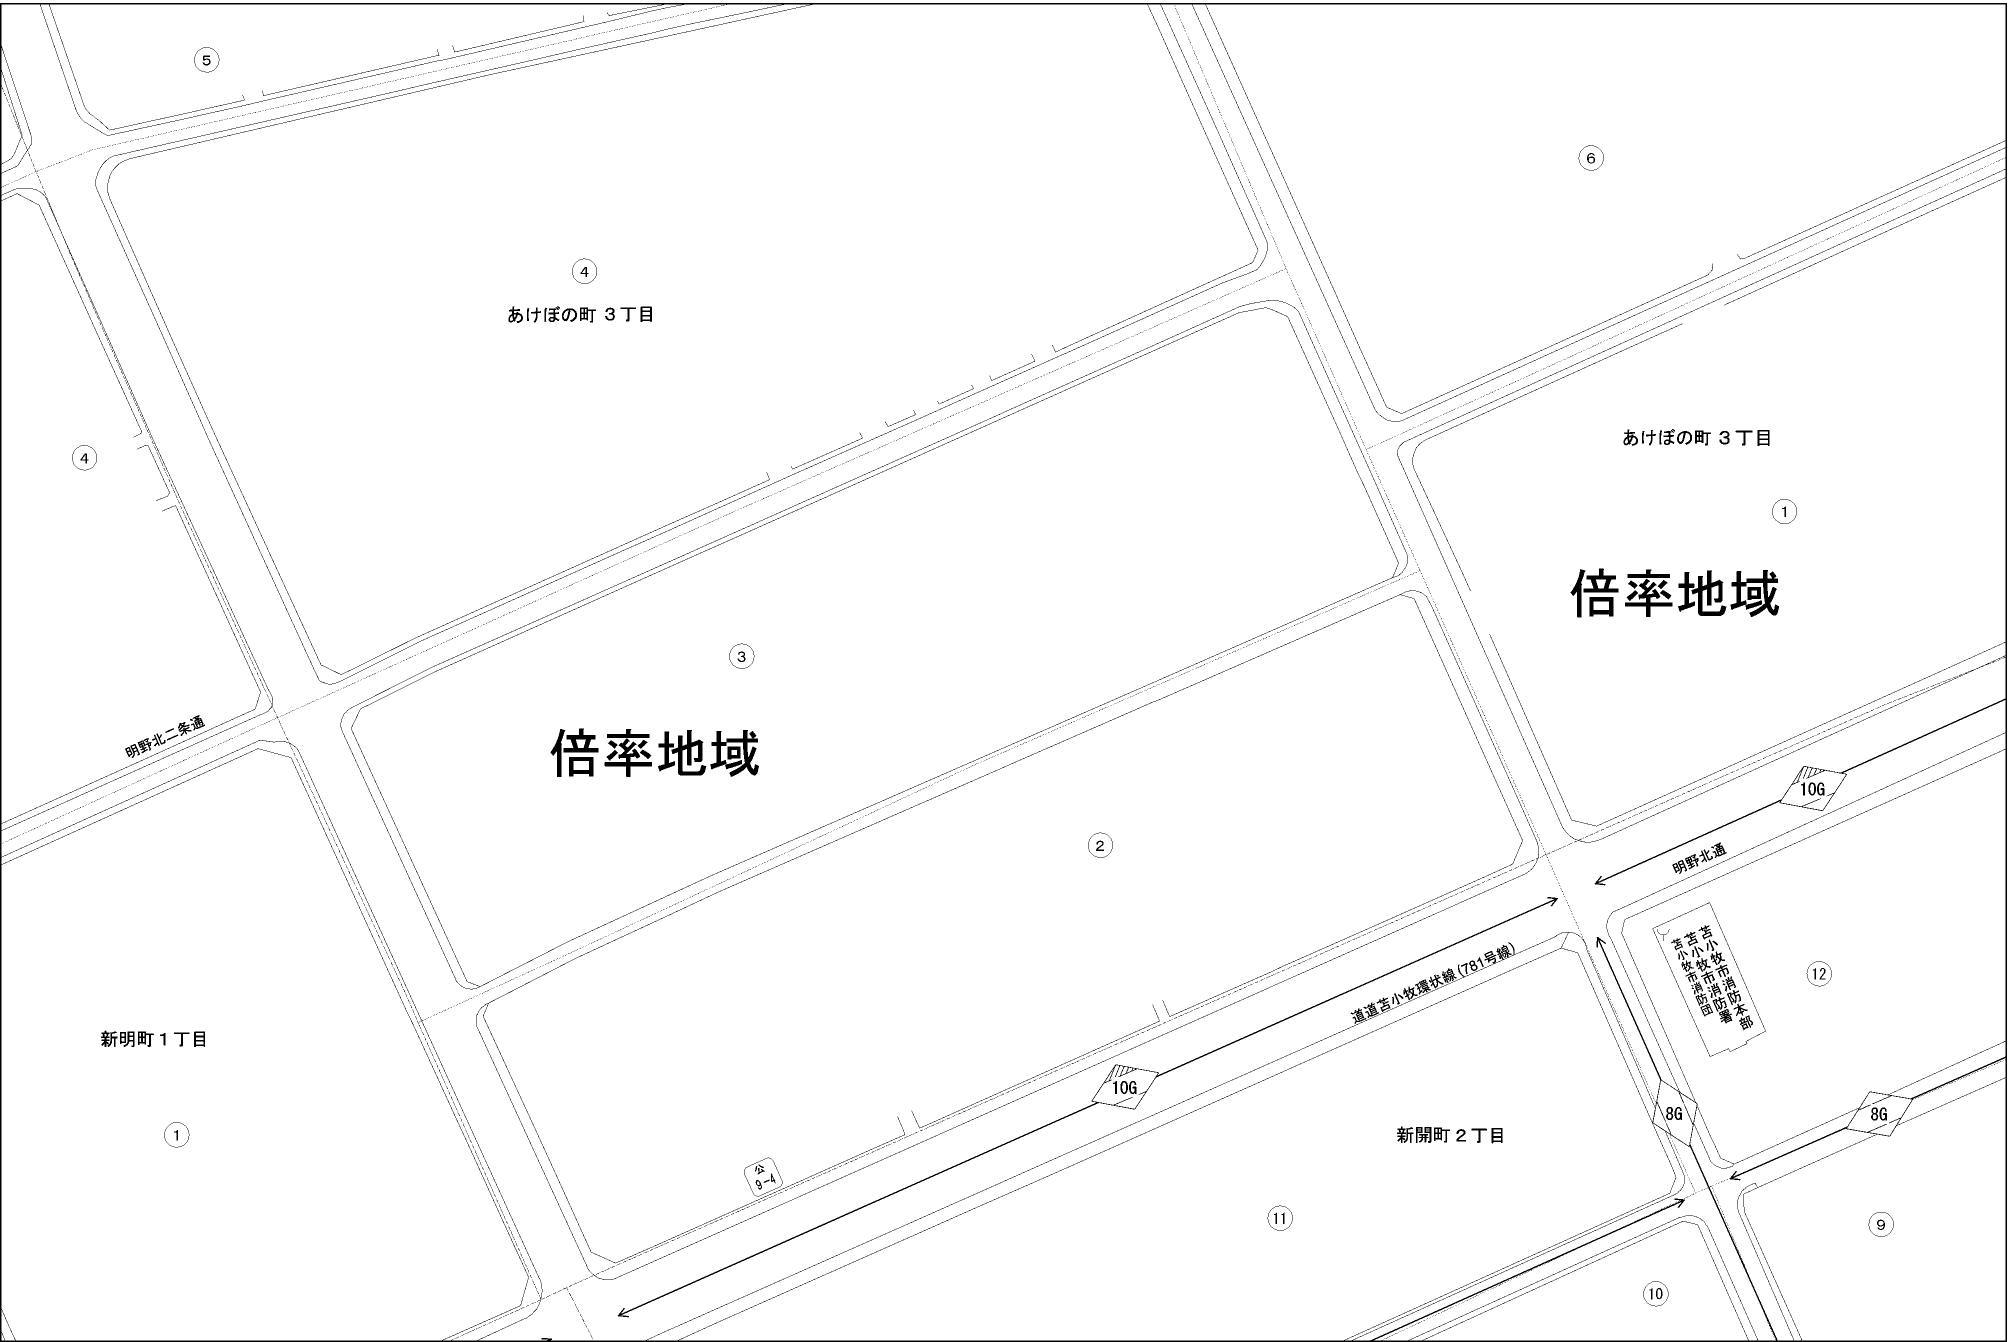 ⑤
⑥
④
あけぼの町 3丁目
あけぼの町 3丁目
④
①
倍率地域
③
明野北二条通
倍率地域
10G
②
明野北通
苫小牧市消防本部
苫小牧市消防署
苫小牧市消防団
⑫
道道苫小牧環状線(781号線)
新明町1丁目
10G
8G
8G
①
新開町2丁目
公
9-4
⑪
⑨
⑩